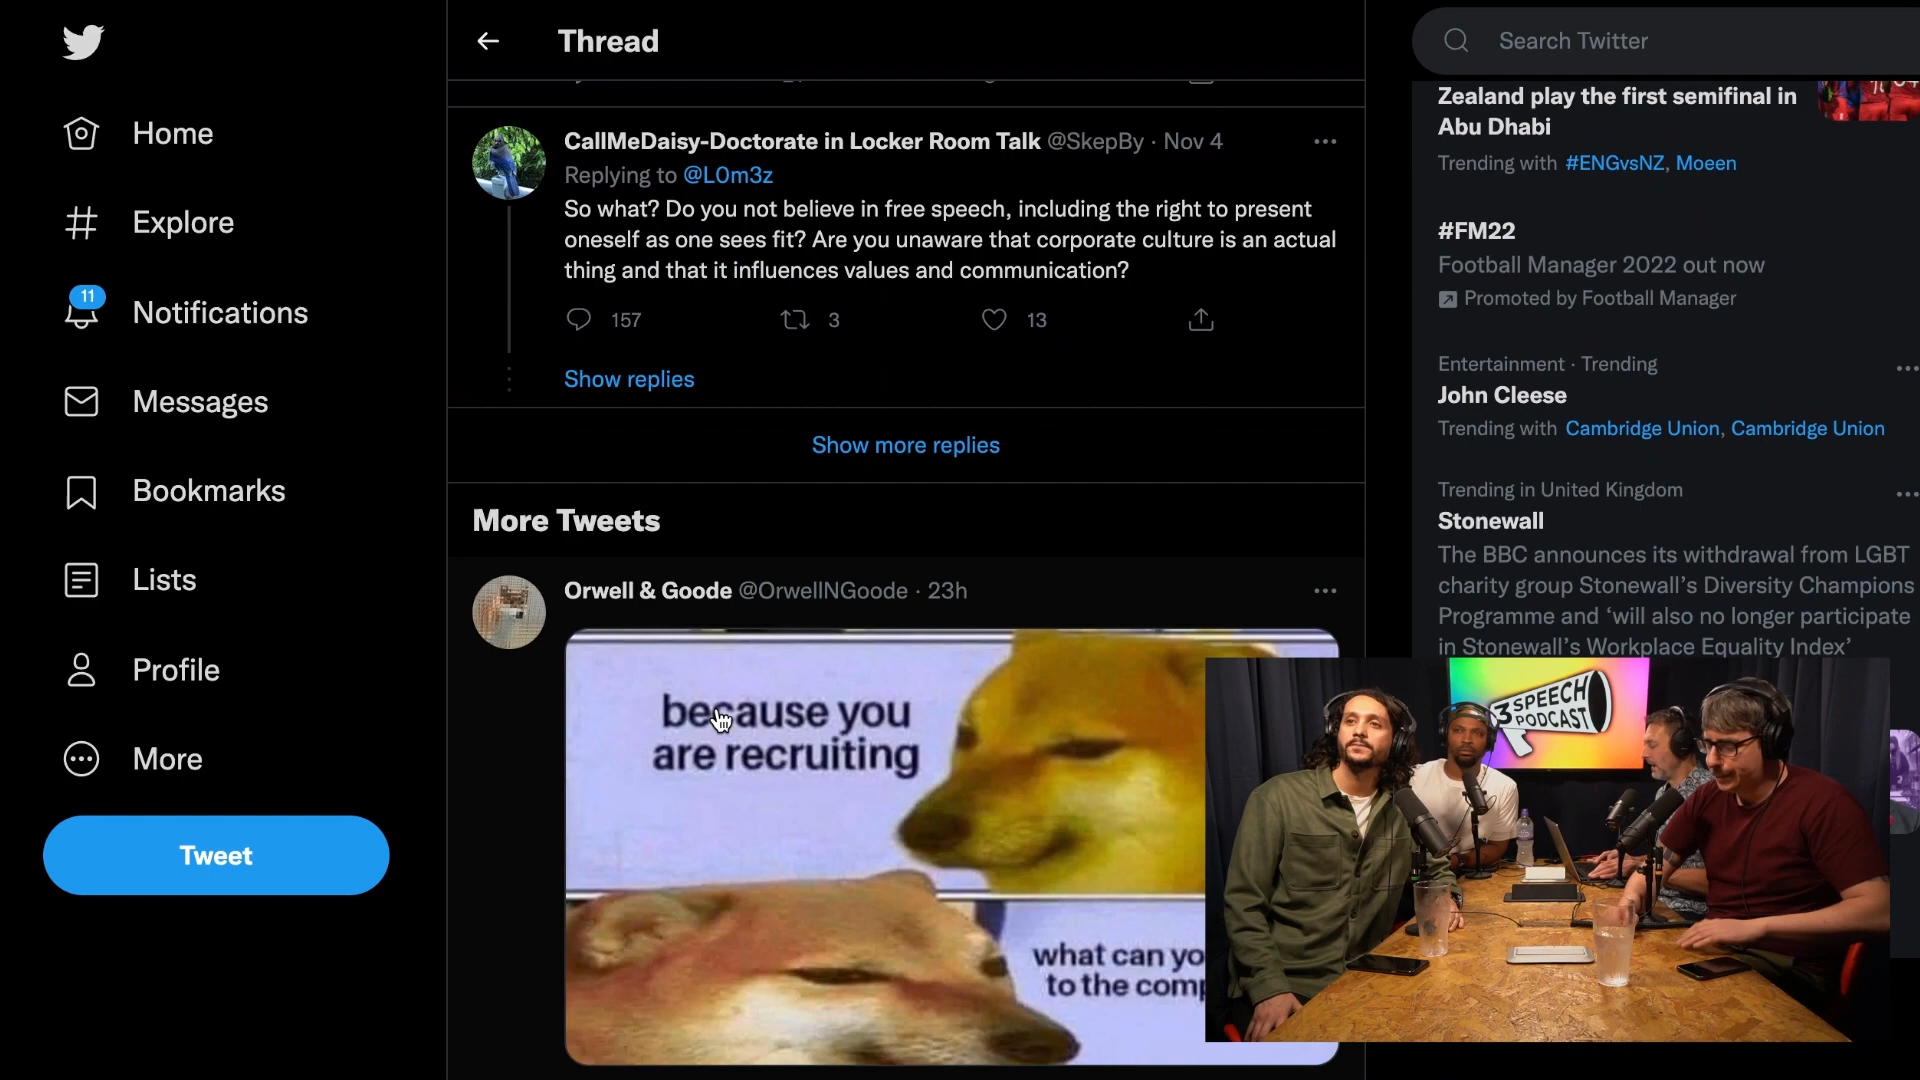 Home
Explore
11
Notifications
Messages
Bookmarks
Lists
Profile
More
Tweet
Thread
CallMeDaisy-Doctorate in Locker Room Talk @SkepBy · Nov 4
Replying to @L0m3z
So what? Do you not believe in free speech, including the right to present
oneself as one sees fit? Are you unaware that corporate culture is an actual
thing and that it influences values and communication?
157
3
13
Show replies
Show more replies
More Tweets
Orwell & Goode @OrwellNGoode · 23h
because you
are recruiting
what can yo
to the comp
Search Twitter
Zealand play the first semifinal in
Abu Dhabi
Trending with #ENGvsNZ, Moeen
#FM22
Football Manager 2022 out now
Promoted by Football Manager
Entertainment · Trending
John Cleese
Trending with Cambridge Union, Cambridge Union
Trending in United Kingdom
Stonewall
The BBC announces its withdrawal from LGBT
charity group Stonewall’s Diversity Champions
Programme and ‘will also no longer participate
in Stonewall’s Workplace Equality Index’
3 SPEECH
PODCAST